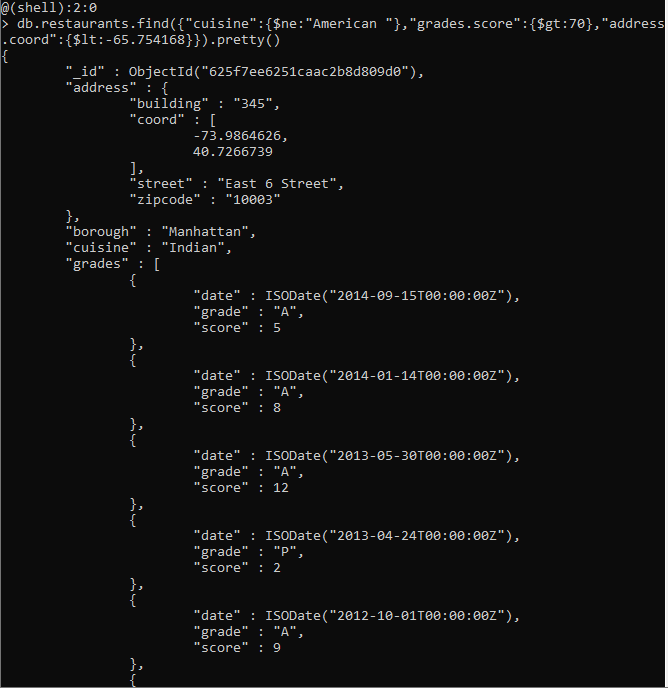 @(shell):2:0
> db.restaurants.find({"cuisine":{$ne:"American "},"grades.score":{$gt:70},"address
.coord":{$lt:-65.754168}}).pretty()
{
        "_id" : ObjectId("625f7ee6251caac2b8d809d0"),
        "address" : {
                "building" : "345",
                "coord" : [
                        -73.9864626,
                        40.7266739
                ],
                "street" : "East 6 Street",
                "zipcode" : "10003"
        },
        "borough" : "Manhattan",
        "cuisine" : "Indian",
        "grades" : [
                {
                        "date" : ISODate("2014-09-15T00:00:00Z"),
                        "grade" : "A",
                        "score" : 5
                },
                {
                        "date" : ISODate("2014-01-14T00:00:00Z"),
                        "grade" : "A",
                        "score" : 8
                },
                {
                        "date" : ISODate("2013-05-30T00:00:00Z"),
                        "grade" : "A",
                        "score" : 12
                },
                {
                        "date" : ISODate("2013-04-24T00:00:00Z"),
                        "grade" : "P",
                        "score" : 2
                },
                {
                        "date" : ISODate("2012-10-01T00:00:00Z"),
                        "grade" : "A",
                        "score" : 9
                },
                {